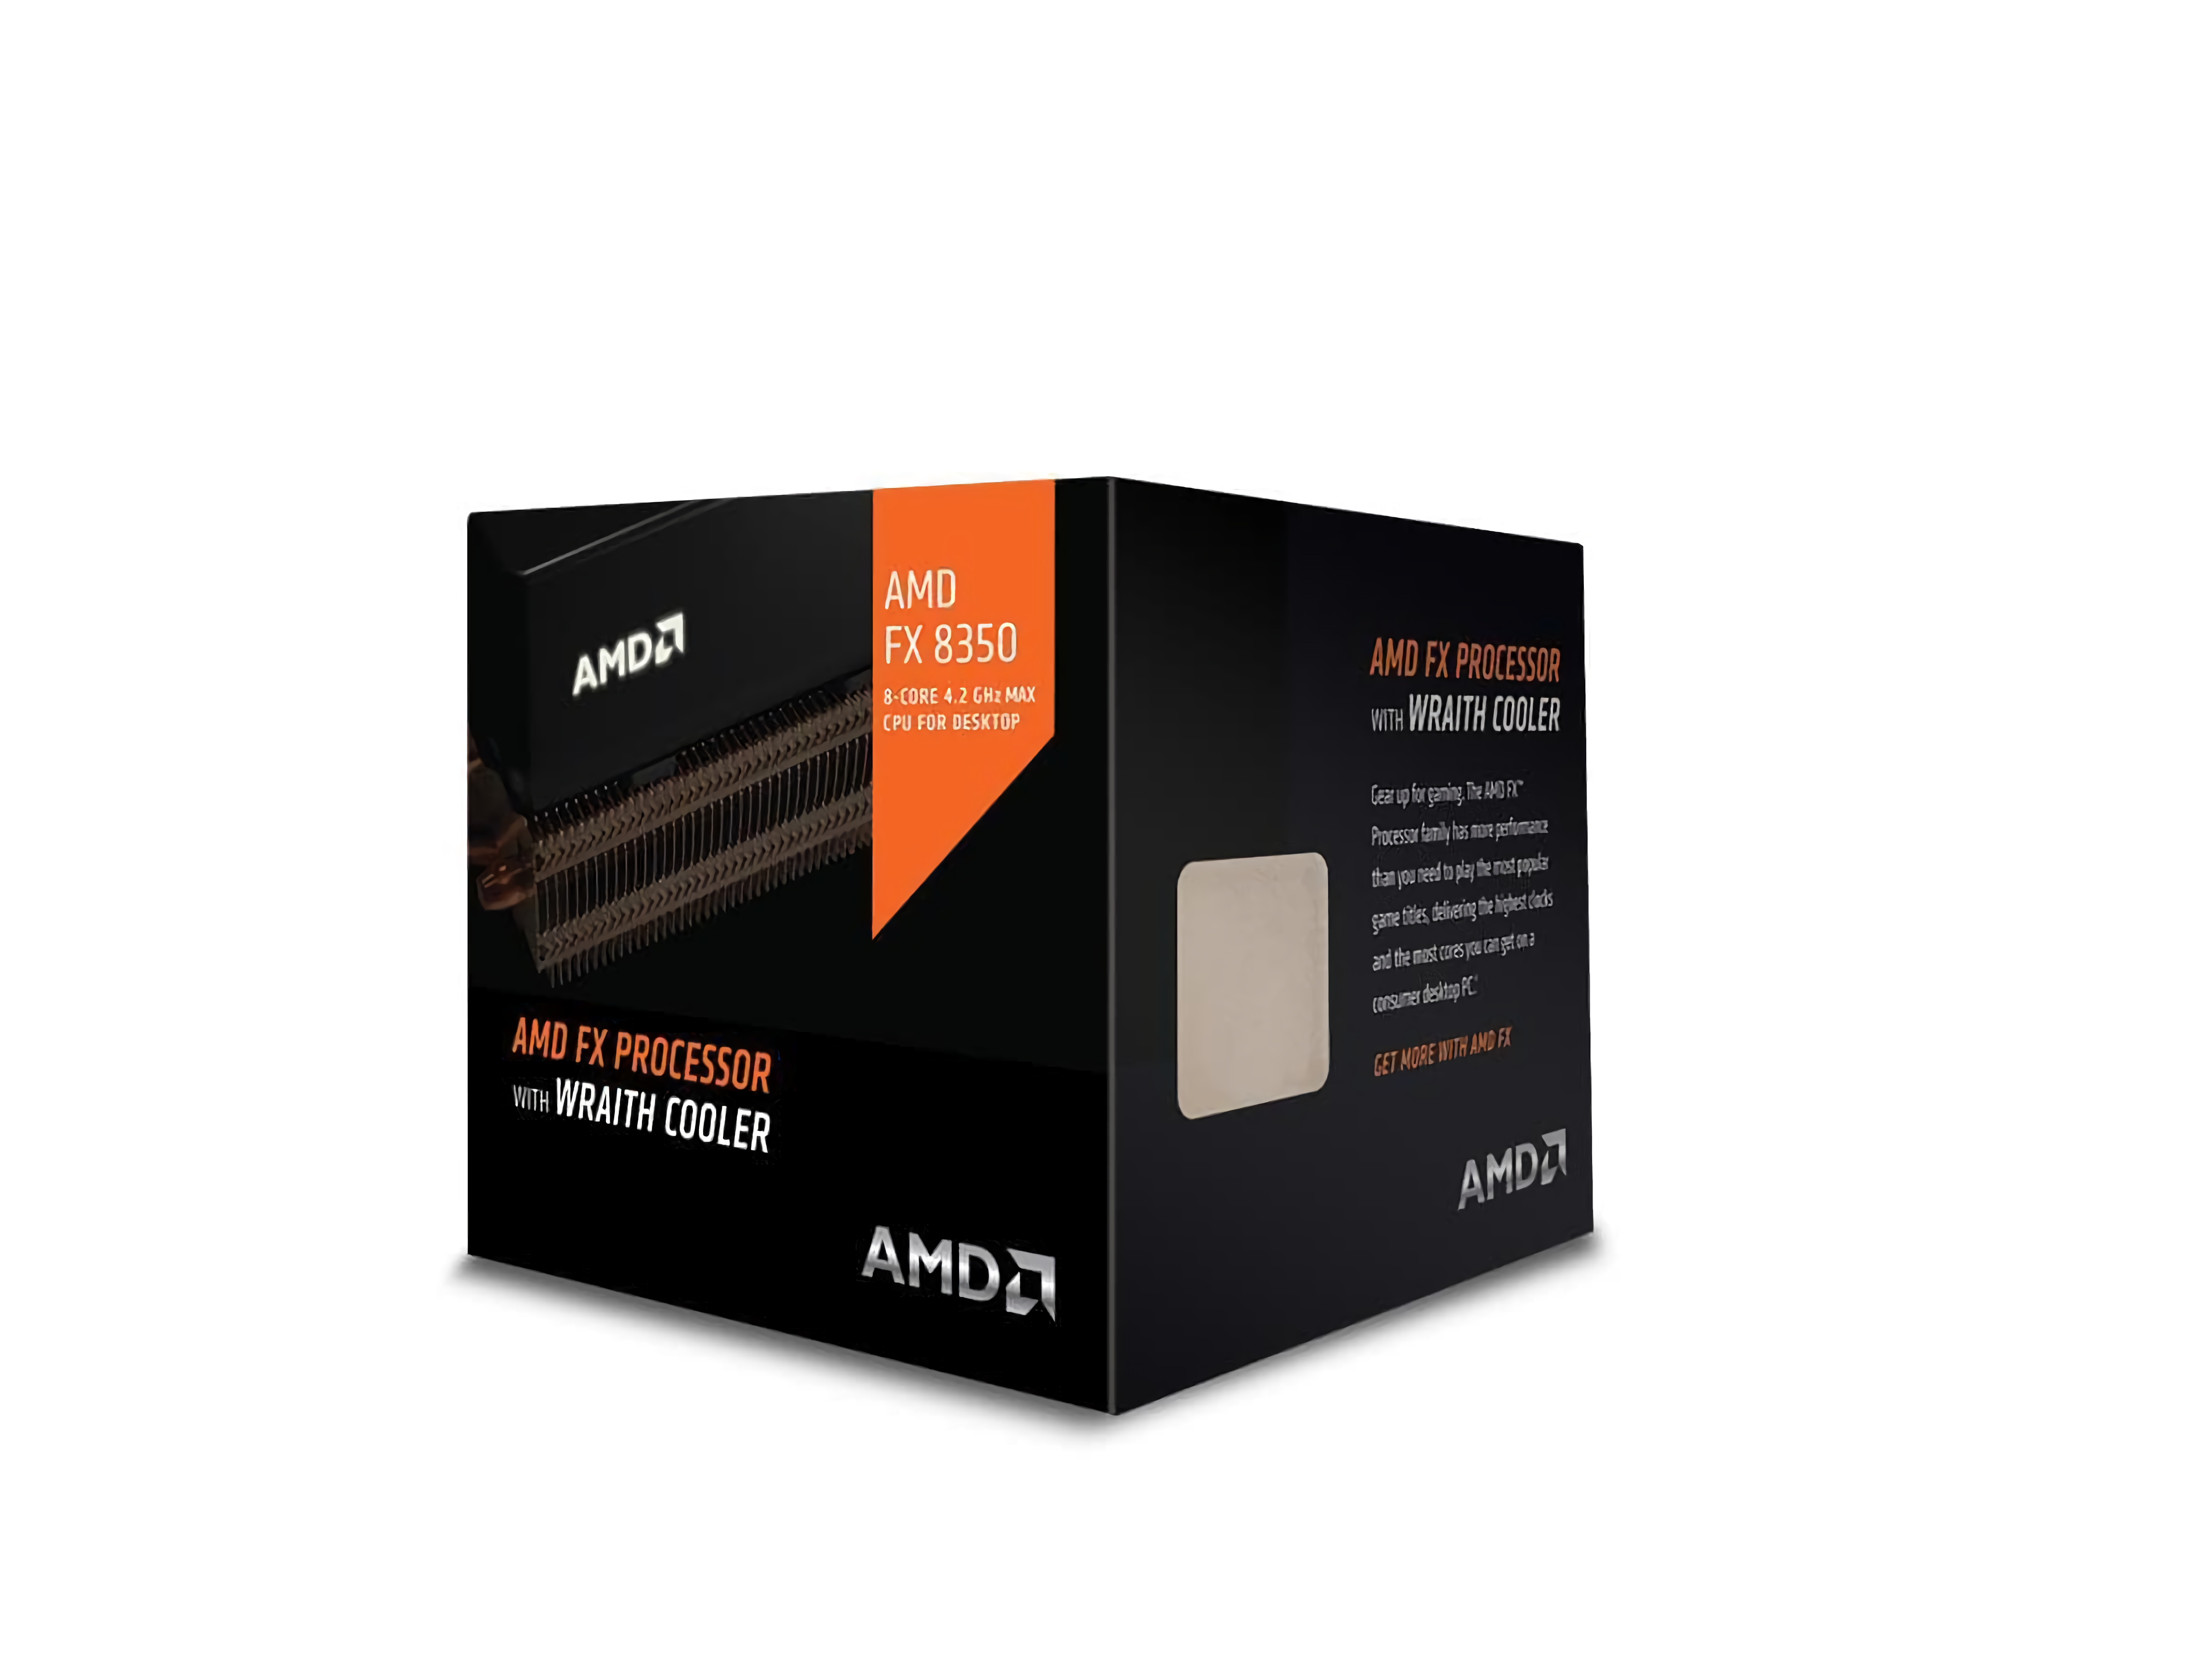 AMD
AMD
FX 8350
8-CORE 4.2 GHz MAX
CPU FOR DESKTOP
AMD FX PROCESSOR
WITH WRAITH COOLER
AMD
AMD FX PROCESSOR
WITH WRAITH COOLER
Gear up for gaming. The AMD FX™
Processor family has more performance
than you need to play the most popular
game titles, delivering the highest clocks
and the most cores you can get on a
consumer desktop PC.*
GET MORE WITH AMD FX
AMD